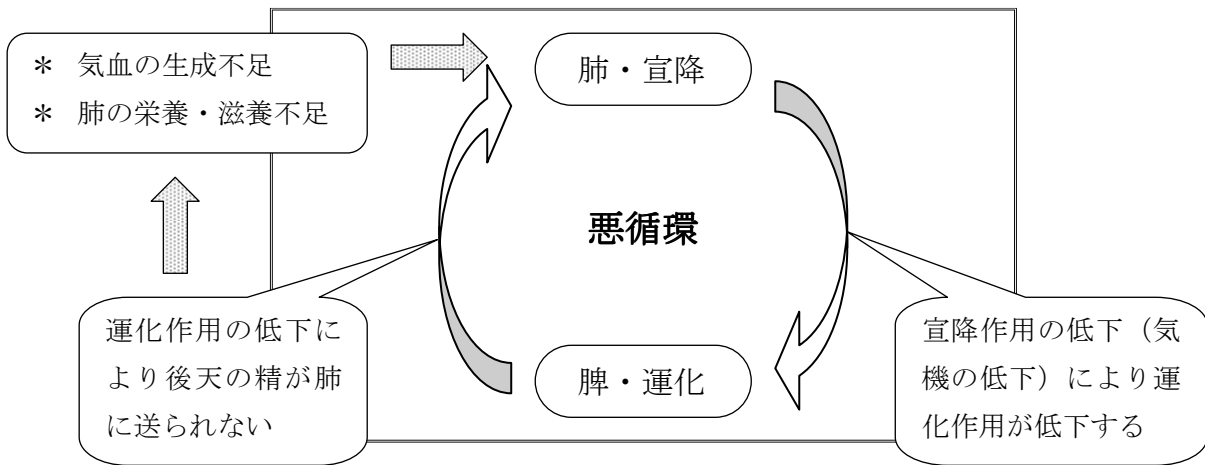 ＊ 気血の生成不足
＊ 肺の栄養・滋養不足
肺・宣降
悪循環
運化作用の低下に
より後天の精が肺
に送られない
脾・運化
宣降作用の低下（気
機の低下）により運
化作用が低下する